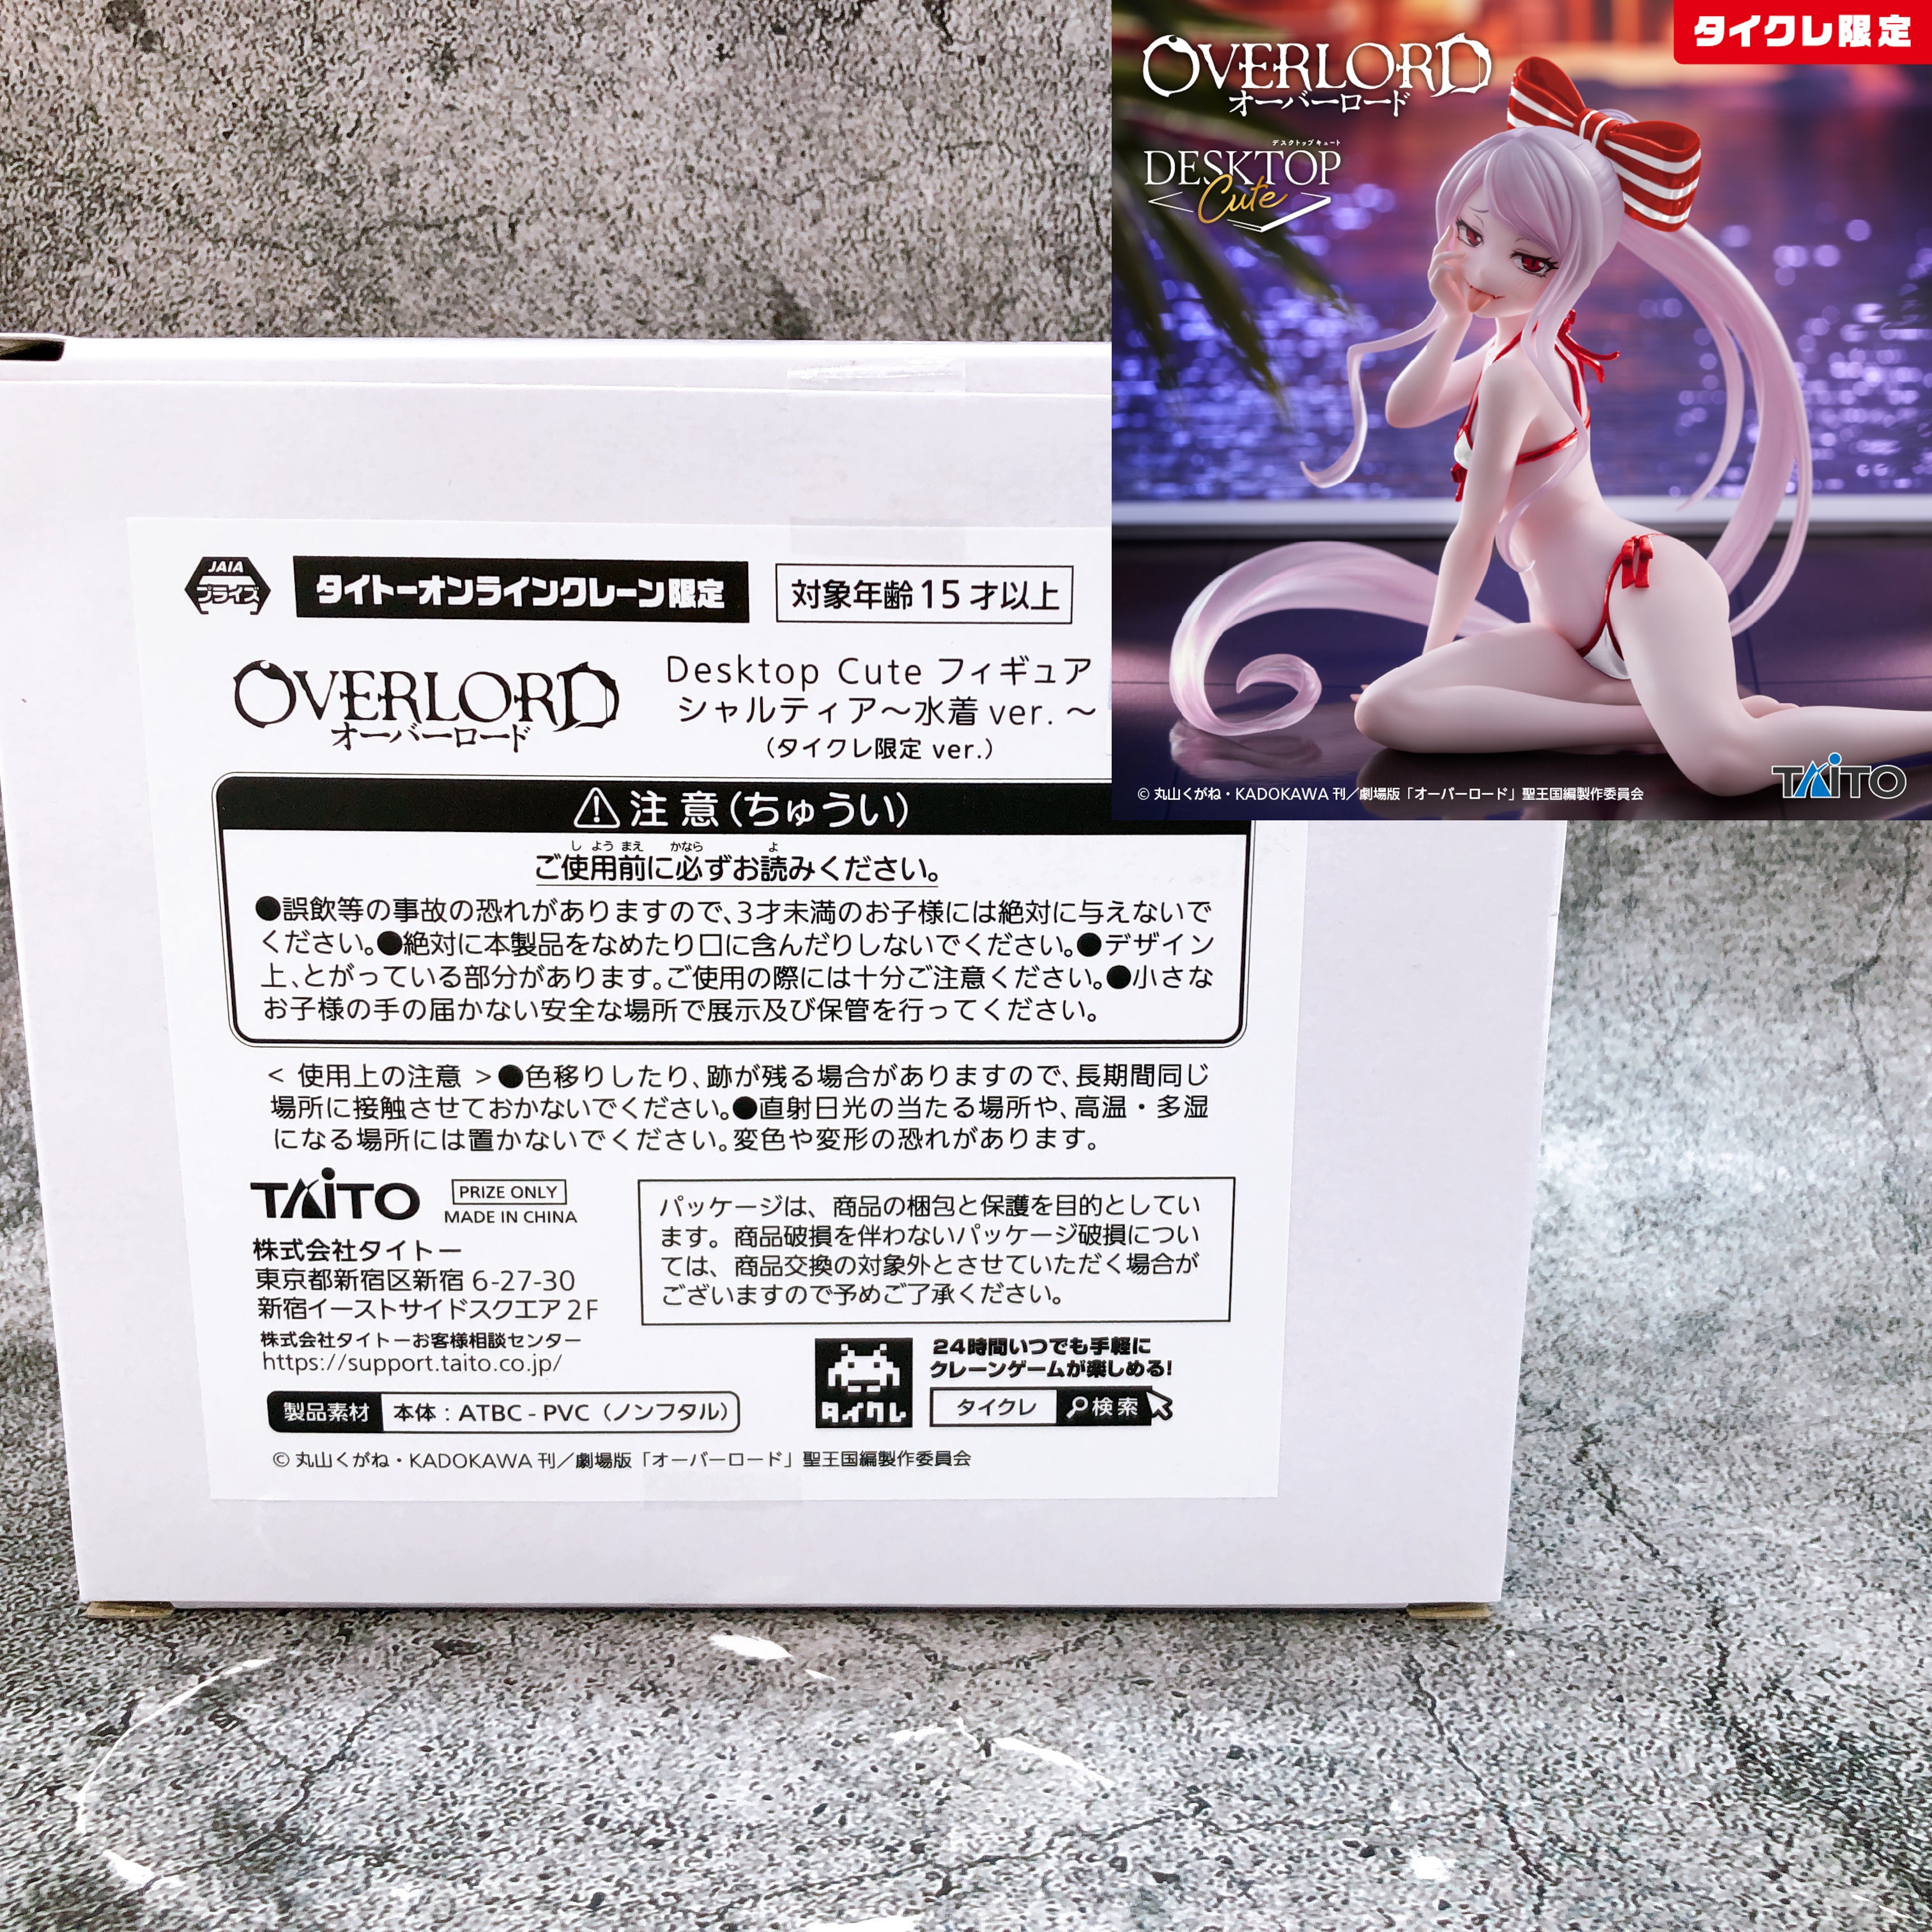 タイクレ限定
OVERLORD
オーバーロード
デスクトップキュート
DESKTOP
Cute
© 丸山くがね・KADOKAWA 刊／劇場版「オーバーロード」聖王国編製作委員会
TAITO
JAIA
プライズ
タイトーオンラインクレーン限定
対象年齢 15 才以上
OVERLORD
オーバーロード
Desktop Cute フィギュア
シャルティア～水着 ver. ～
（タイクレ限定 ver.）
⚠ 注 意（ちゅうい）
しようまえ かなら よ
ご使用前に必ずお読みください。
●誤飲等の事故の恐れがありますので、3才未満のお子様には絶対に与えないで
ください。●絶対に本製品をなめたり口に含んだりしないでください。●デザイン
上、とがっている部分があります。ご使用の際には十分ご注意ください。●小さな
お子様の手の届かない安全な場所で展示及び保管を行ってください。
< 使用上の注意 >●色移りしたり、跡が残る場合がありますので、長期間同じ
場所に接触させておかないでください。●直射日光の当たる場所や、高温・多湿
になる場所には置かないでください。変色や変形の恐れがあります。
TAITO
PRIZE ONLY
MADE IN CHINA
株式会社タイトー
東京都新宿区新宿 6-27-30
新宿イーストサイドスクエア 2F
株式会社タイトーお客様相談センター
https://support.taito.co.jp/
パッケージは、商品の梱包と保護を目的としてい
ます。商品破損を伴わないパッケージ破損につい
ては、商品交換の対象外とさせていただく場合が
ございますので予めご了承ください。
製品素材 本体：ATBC - PVC（ノンフタル）
タイクレ
24時間いつでも手軽に
クレーンゲームが楽しめる!
タイクレ 検索
© 丸山くがね・KADOKAWA 刊／劇場版「オーバーロード」聖王国編製作委員会